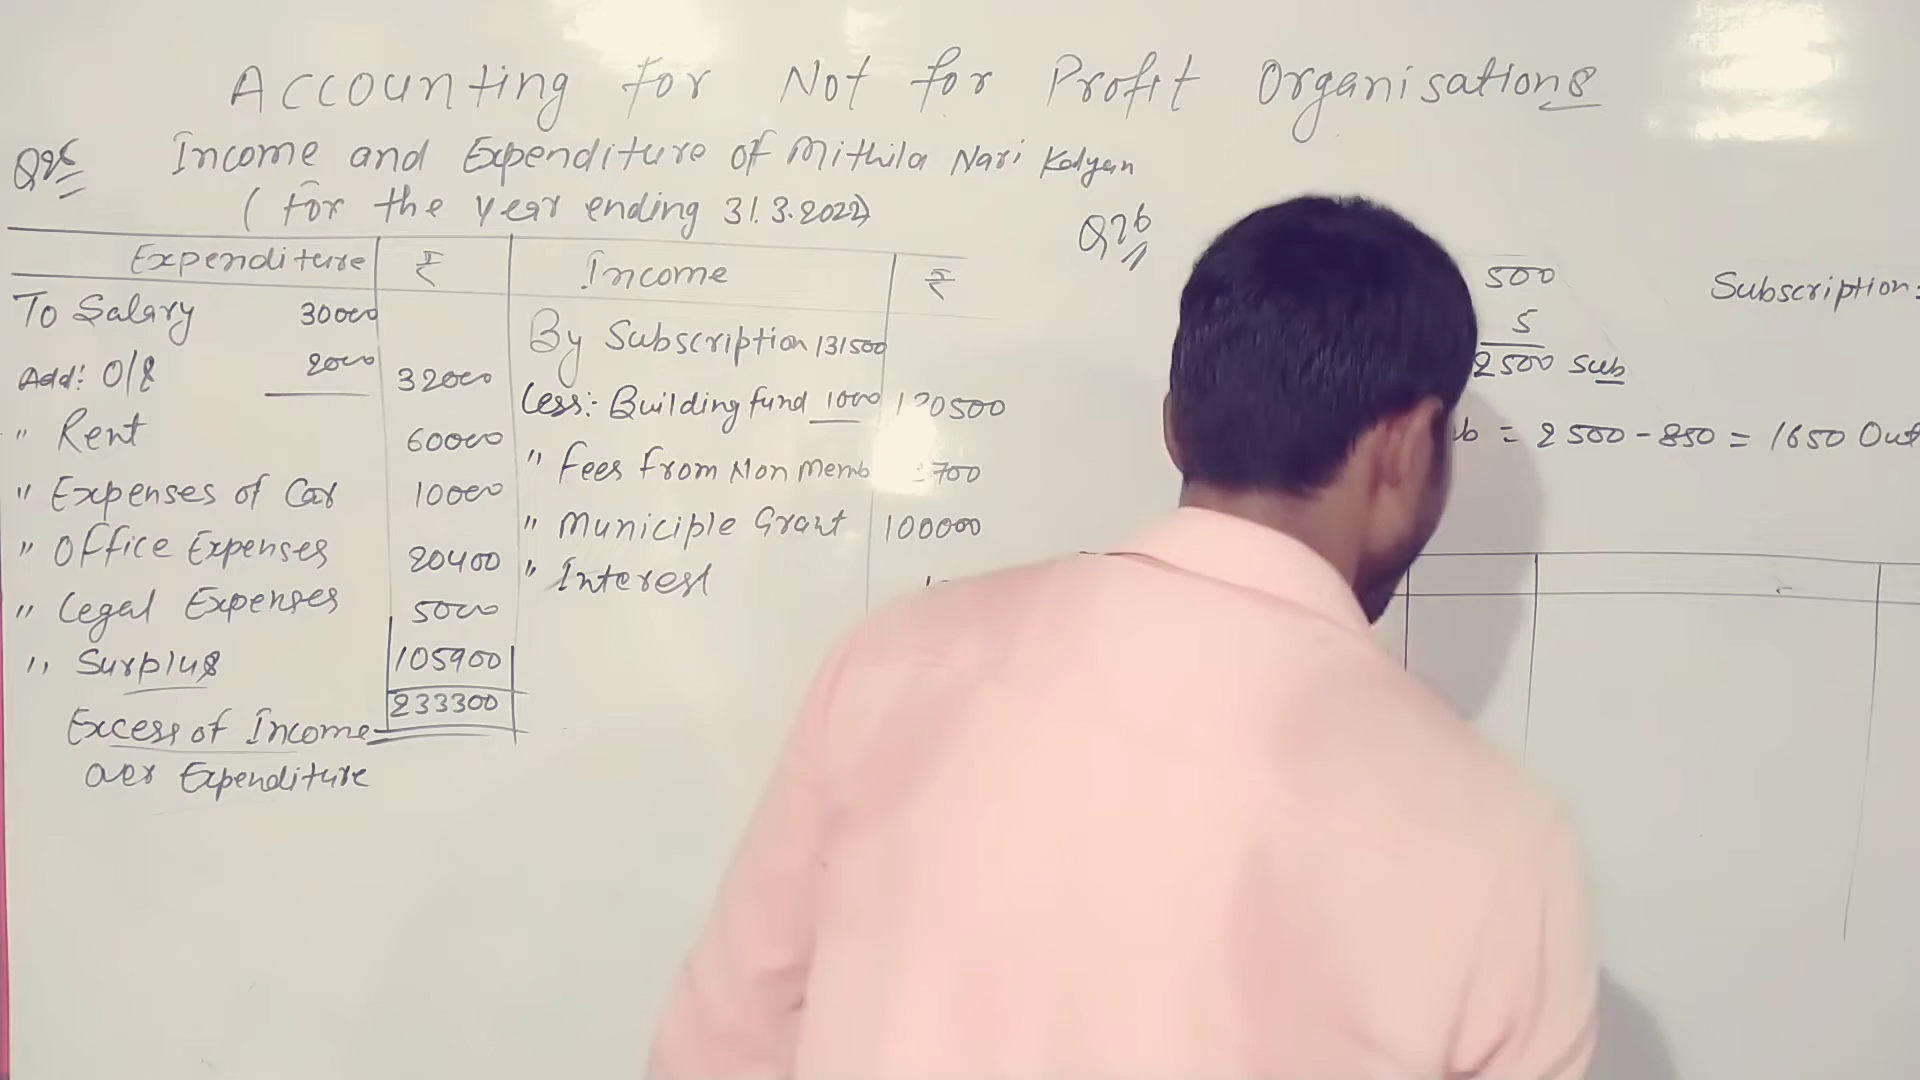 Accounting for Not for Profit Organisations
Income and Expenditure of Mithila Nari Kalyan
(for the year ending 31.3.2022)
Expenditure ₹ Income ₹
To Salary 30000
Add: O/S 2000 32000
" Rent 60000
" Expenses of Car 10000
" Office Expenses 20400
" Legal Expenses 5000
" Surplus 105900
233300
Excess of Income
over Expenditure
By Subscription 131500
Less:- Building fund 1000 130500
" Fees from Non Memb 700
" Municiple Grant 100000
" Interest
Q26
500
5
2500 Sub
= 2500 - 850 = 1650 Out
Subscription